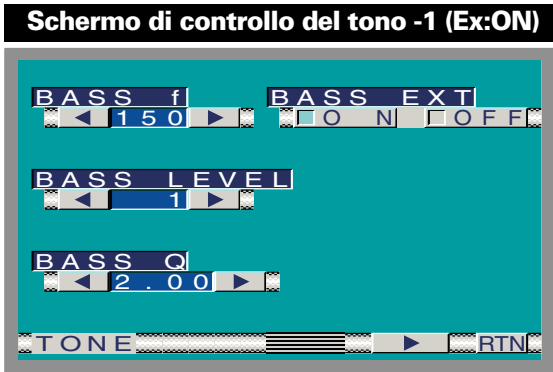 Schermo di controllo del tono -1 (Ex:ON)
BASS f BASS EXT
◀ 150 ▶ ON OFF
BASS LEVEL
◀ 1 ▶
BASS Q
◀ 2.00 ▶
TONE ▶ RTN